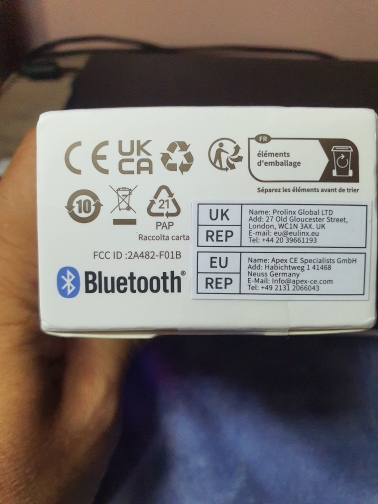 CE
UK
CA
FR
éléments
d'emballage
Séparez les éléments avant de trier
10
21
PAP
Raccolta carta
UK
REP
Name: Prolinx Global LTD
Add: 27 Old Gloucester Street,
London, WC1N 3AX. UK
E-mail: eu@eulinx.eu
Tel: +44 20 39661193
FCC ID :2A482-F01B
Bluetooth®
EU
REP
Name: Apex CE Specialists GmbH
Add: Habichtweg 1 41468
Neuss Germany
E-Mail: Info@apex-ce.com
Tel: +49 2131 2066043